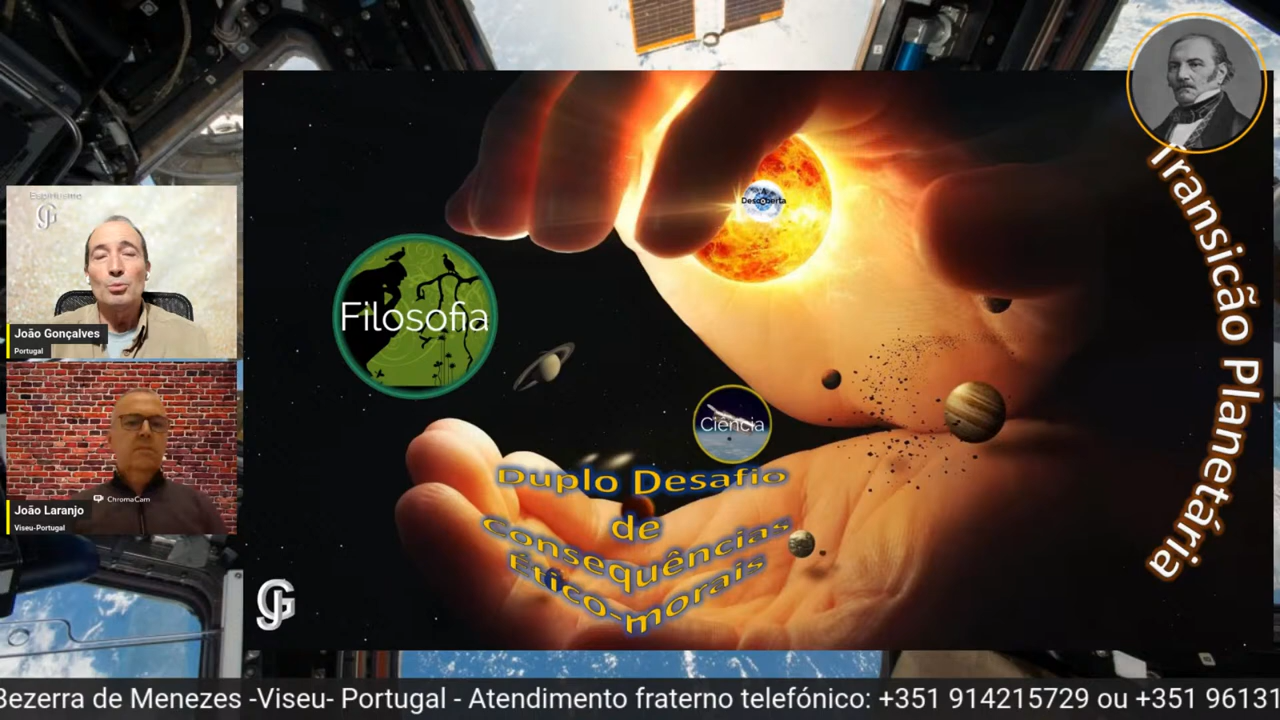 Espiritismo
João Gonçalves
Portugal
ChromaCam
João Laranjo
Viseu-Portugal
A
Descoberta
Filosofia
Ciência
Duplo Desafio
de
consequências
Ético-morais
Transição Planetária
Bezerra de Menezes -Viseu- Portugal - Atendimento fraterno telefónico: +351 914215729 ou +351 96131